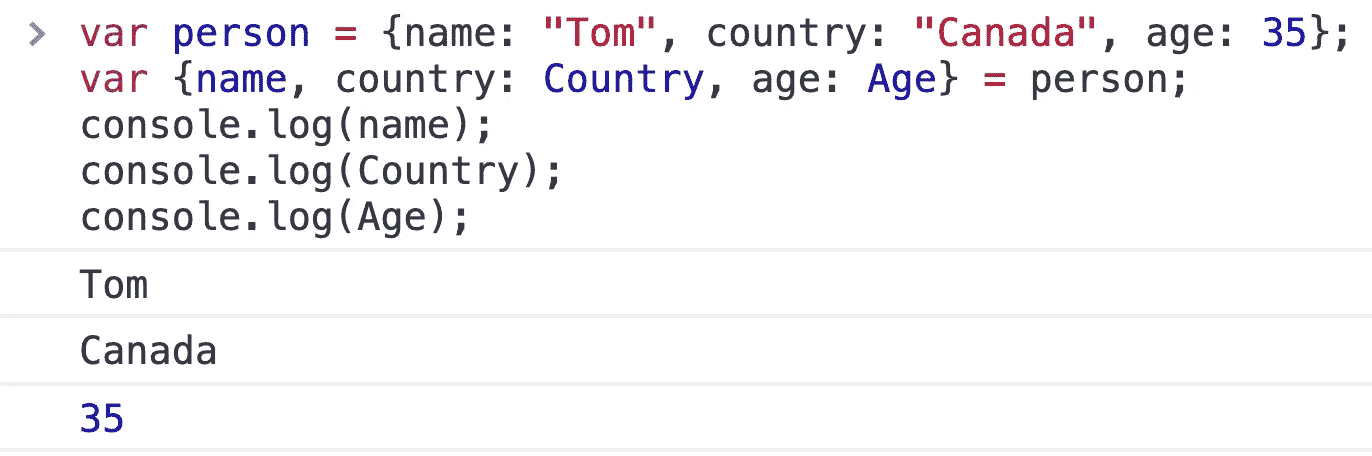 > var person = {name: "Tom", country: "Canada", age: 35};
var {name, country: Country, age: Age} = person;
console.log(name);
console.log(Country);
console.log(Age);
Tom
Canada
35